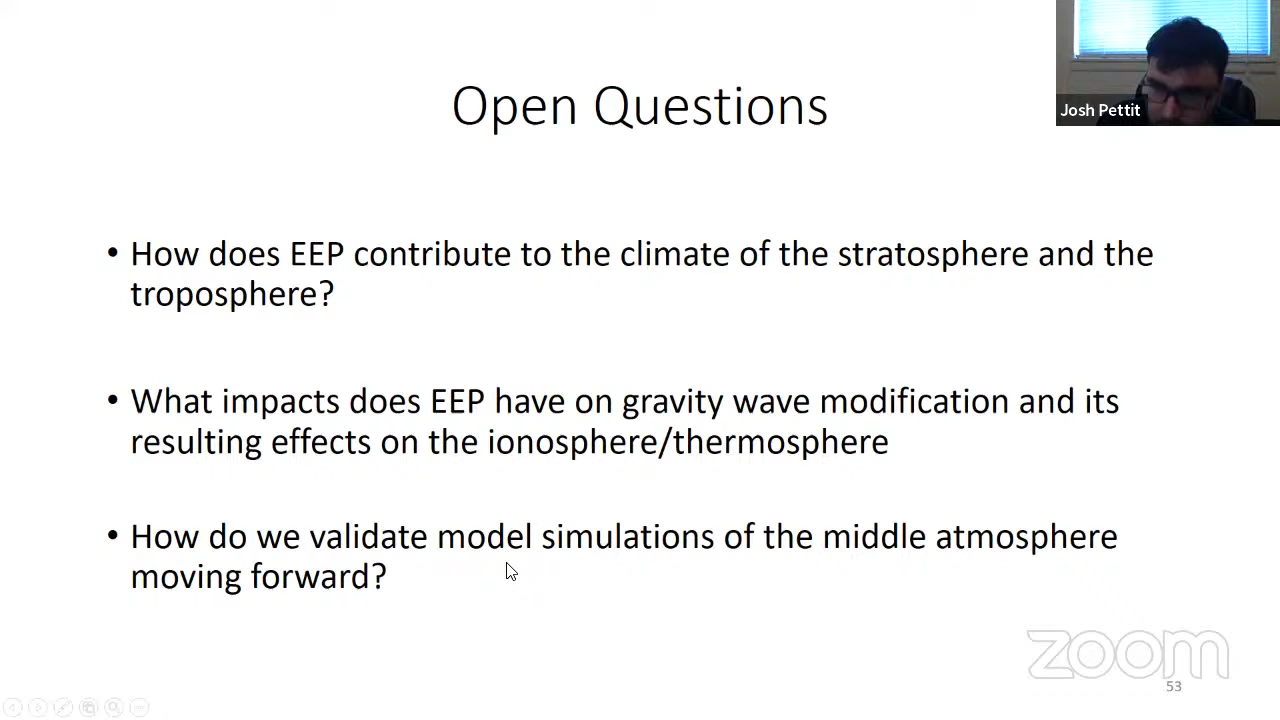 Open Questions
Josh Pettit
• How does EEP contribute to the climate of the stratosphere and the
troposphere?
• What impacts does EEP have on gravity wave modification and its
resulting effects on the ionosphere/thermosphere
• How do we validate model simulations of the middle atmosphere
moving forward?
zoom
53